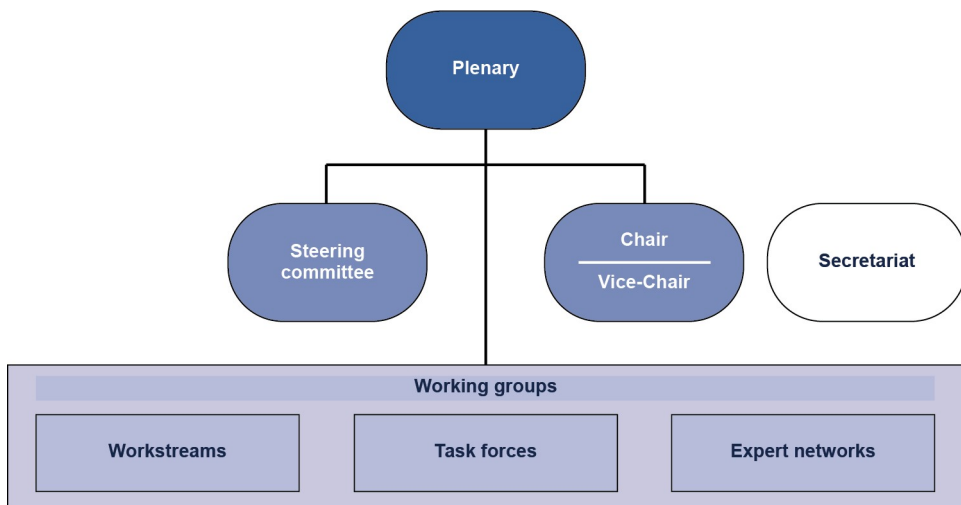 Plenary
Steering
committee
Chair
Vice-Chair
Secretariat
Working groups
Workstreams
Task forces
Expert networks